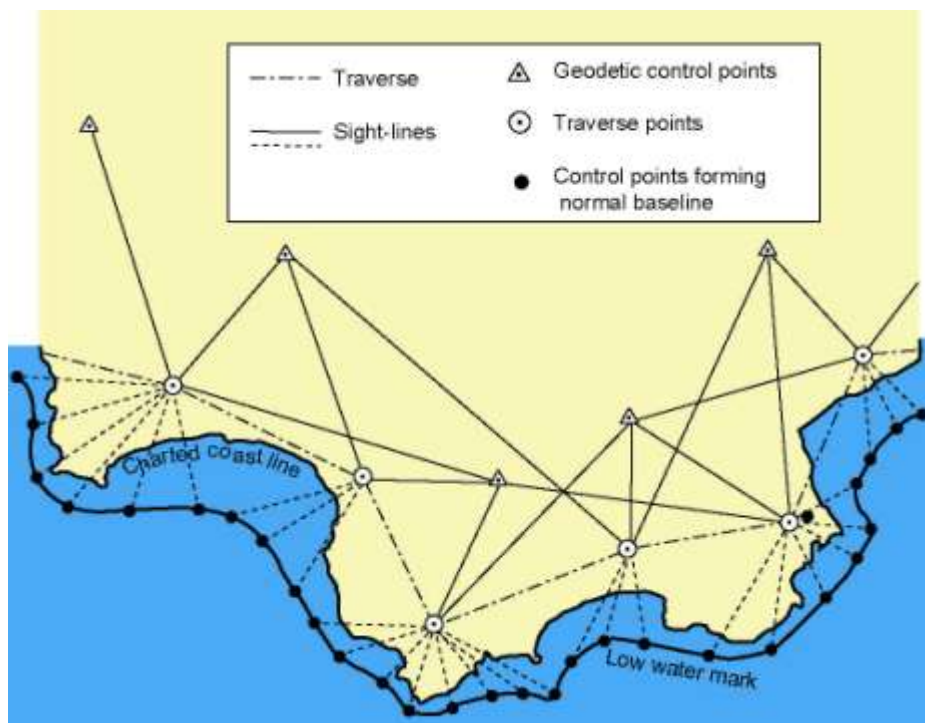 Traverse
Sight-lines
Geodetic control points
Traverse points
Control points forming
normal baseline
Charted coast line
Low water mark